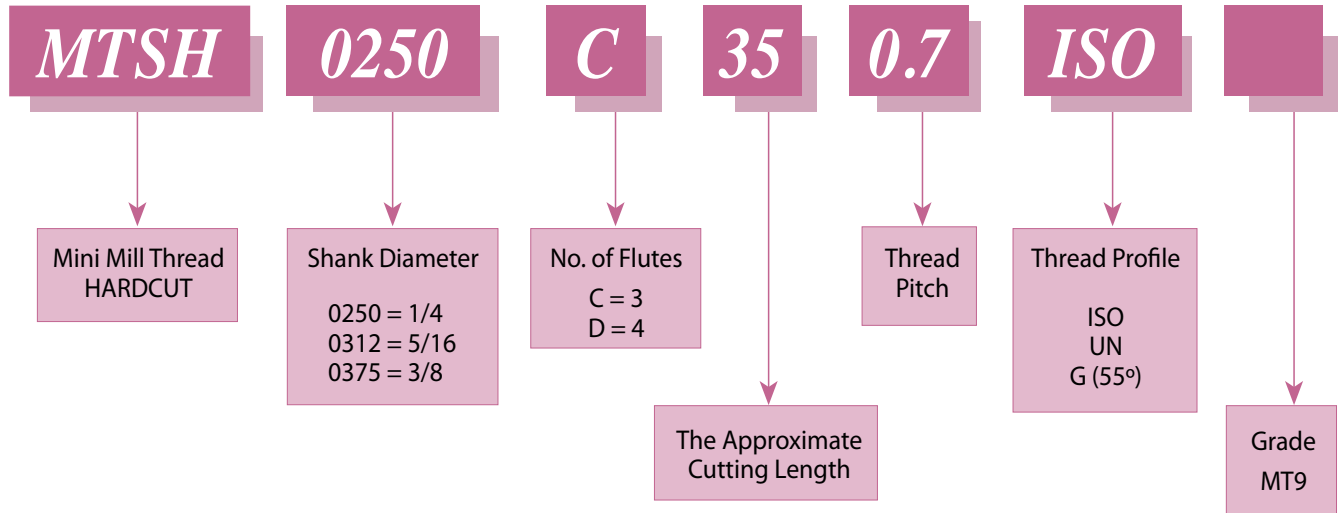 MTSH 0250 C 35 0.7 ISO
Mini Mill Thread
HARDCUT
Shank Diameter
0250 = 1/4
0312 = 5/16
0375 = 3/8
No. of Flutes
C = 3
D = 4
The Approximate
Cutting Length
Thread
Pitch
Thread Profile
ISO
UN
G (55º)
Grade
MT9